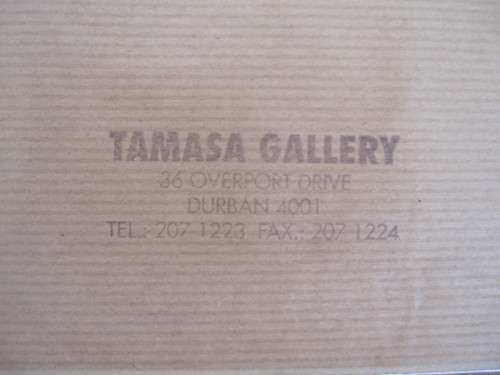 TAMASA GALLERY
36 OVERPORT DRIVE
DURBAN 4001
TEL.: 207 1223 FAX.: 207 1224